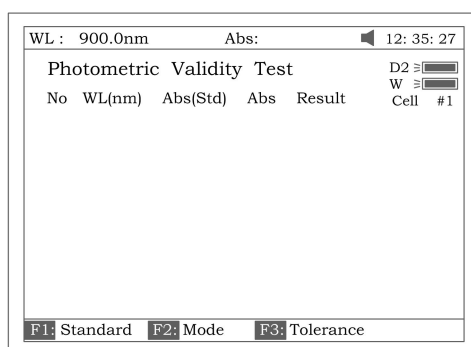 WL : 900.0nm Abs: 12: 35: 27
Photometric Validity Test
D2
W
No WL(nm) Abs(Std) Abs Result
Cell #1
F1: Standard F2: Mode F3: Tolerance